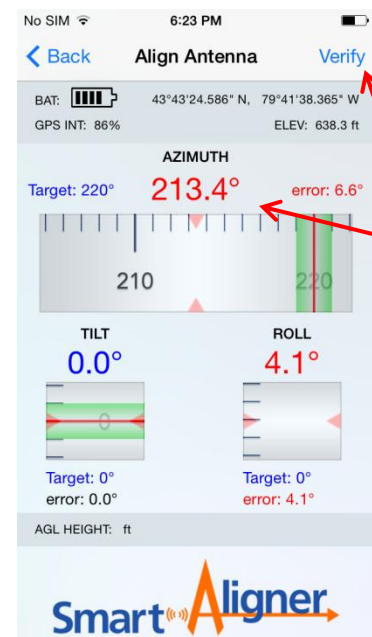 No SIM 6:23 PM
Back Align Antenna Verify
BAT: 43°43'24.586" N, 79°41'38.365" W
GPS INT: 86% ELEV: 638.3 ft
AZIMUTH
Target: 220° 213.4° error: 6.6°
210 220
TILT ROLL
0.0° 4.1°
0
Target: 0° Target: 0°
error: 0.0° error: 4.1°
AGL HEIGHT: ft
Smart Aligner